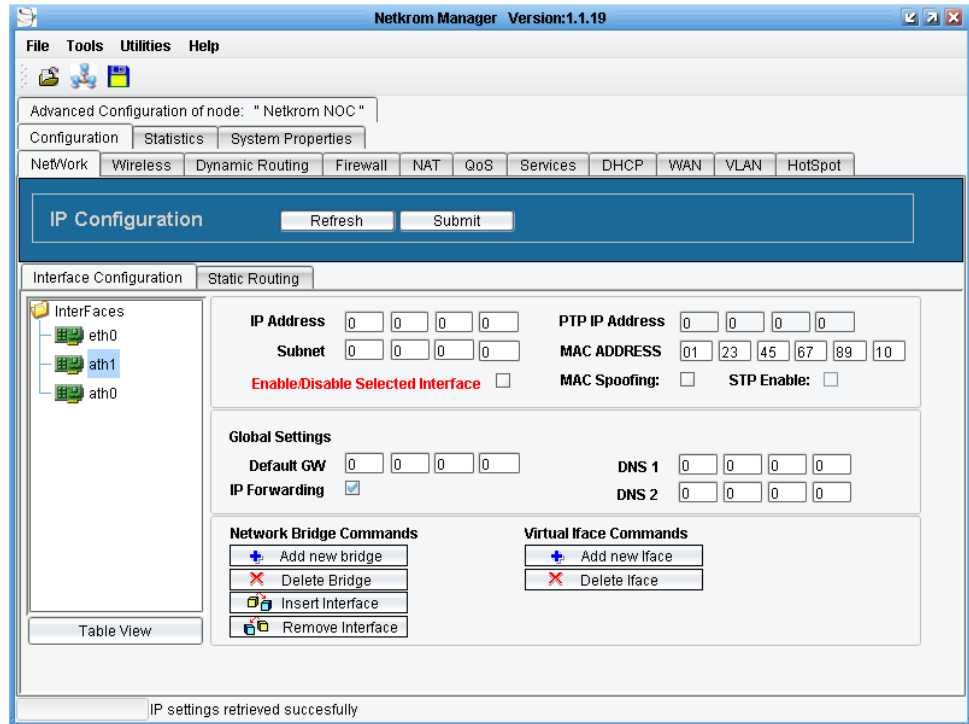 Netkrom Manager Version:1.1.19
File Tools Utilities Help
Advanced Configuration of node: " Netkrom NOC "
Configuration Statistics System Properties
NetWork Wireless Dynamic Routing Firewall NAT QoS Services DHCP WAN VLAN HotSpot
IP Configuration Refresh Submit
Interface Configuration Static Routing
InterFaces
eth0
ath1
ath0
Table View
IP Address 0 0 0 0 PTP IP Address 0 0 0 0
Subnet 0 0 0 0 MAC ADDRESS 01 23 45 67 89 10
Enable/Disable Selected Interface MAC Spoofing: STP Enable:
Global Settings
Default GW 0 0 0 0 DNS 1 0 0 0 0
IP Forwarding DNS 2 0 0 0 0
Network Bridge Commands Virtual Iface Commands
Add new bridge Add new Iface
Delete Bridge Delete Iface
Insert Interface
Remove Interface
IP settings retrieved succesfully